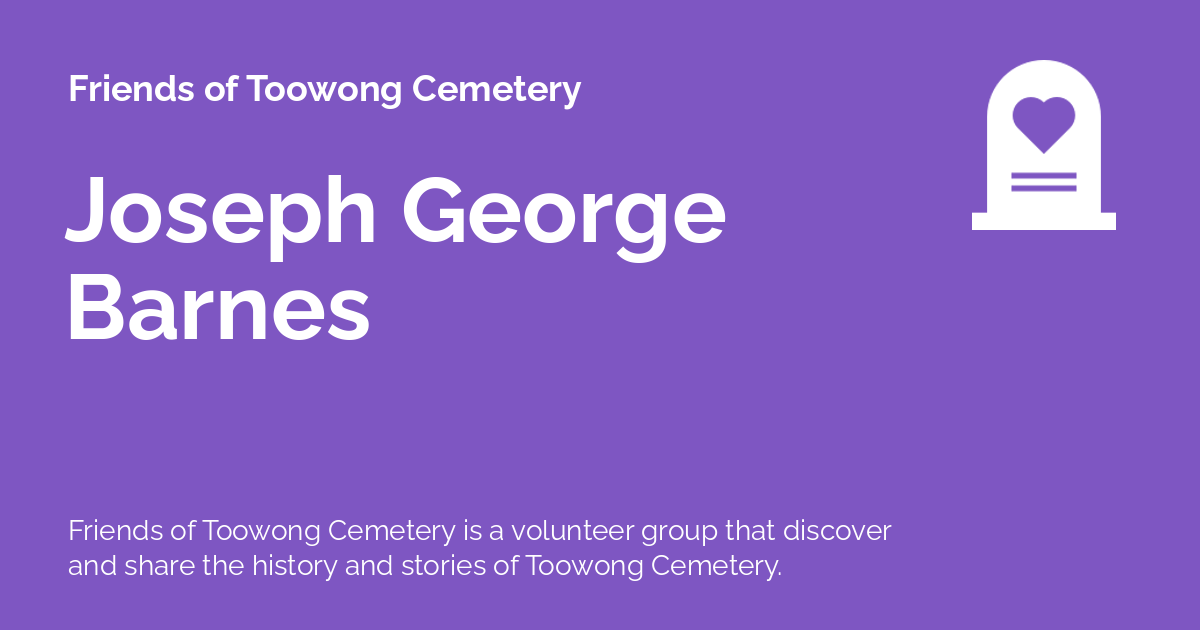 Friends of Toowong Cemetery
Joseph George
Barnes
Friends of Toowong Cemetery is a volunteer group that discover
and share the history and stories of Toowong Cemetery.